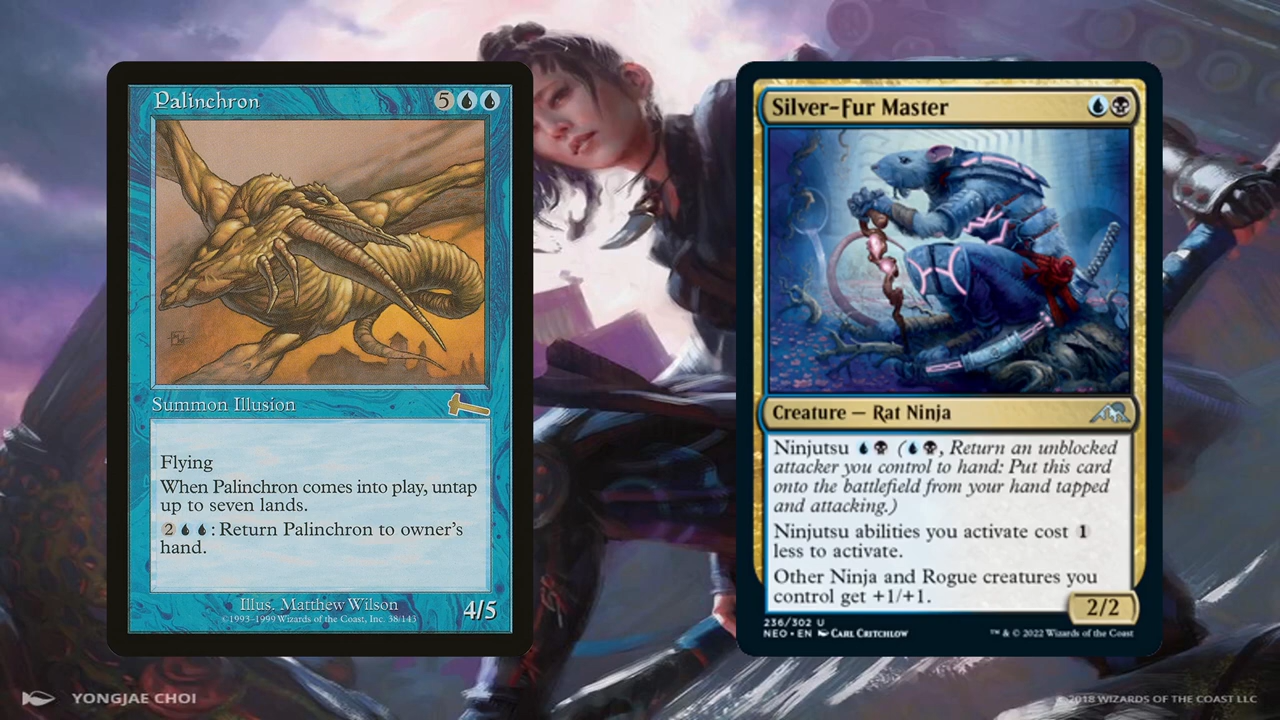 Palinchron 5
Summon Illusion
Flying
When Palinchron comes into play, untap
up to seven lands.
2 : Return Palinchron to owner's
hand.
Illus. Matthew Wilson
©1993-1999 Wizards of the Coast, Inc. 38/143
4/5
Silver-Fur Master
Creature — Rat Ninja
Ninjutsu ( , Return an unblocked
attacker you control to hand: Put this card
onto the battlefield from your hand tapped
and attacking.)
Ninjutsu abilities you activate cost 1
less to activate.
Other Ninja and Rogue creatures you
control get +1/+1.
2/2
236/302 U
NEO • EN CARL CRITCHLOW
™ & © 2022 Wizards of the Coast
YONGJAE CHOI
© 2018 WIZARDS OF THE COAST LLC